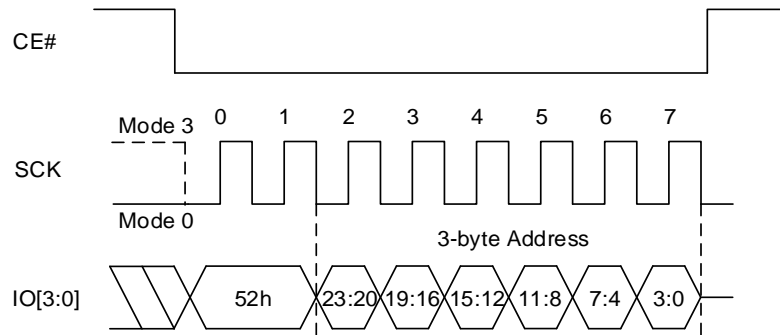 CE#
Mode 3 0 1 2 3 4 5 6 7
SCK
Mode 0
3-byte Address
IO[3:0] 52h 23:20 19:16 15:12 11:8 7:4 3:0